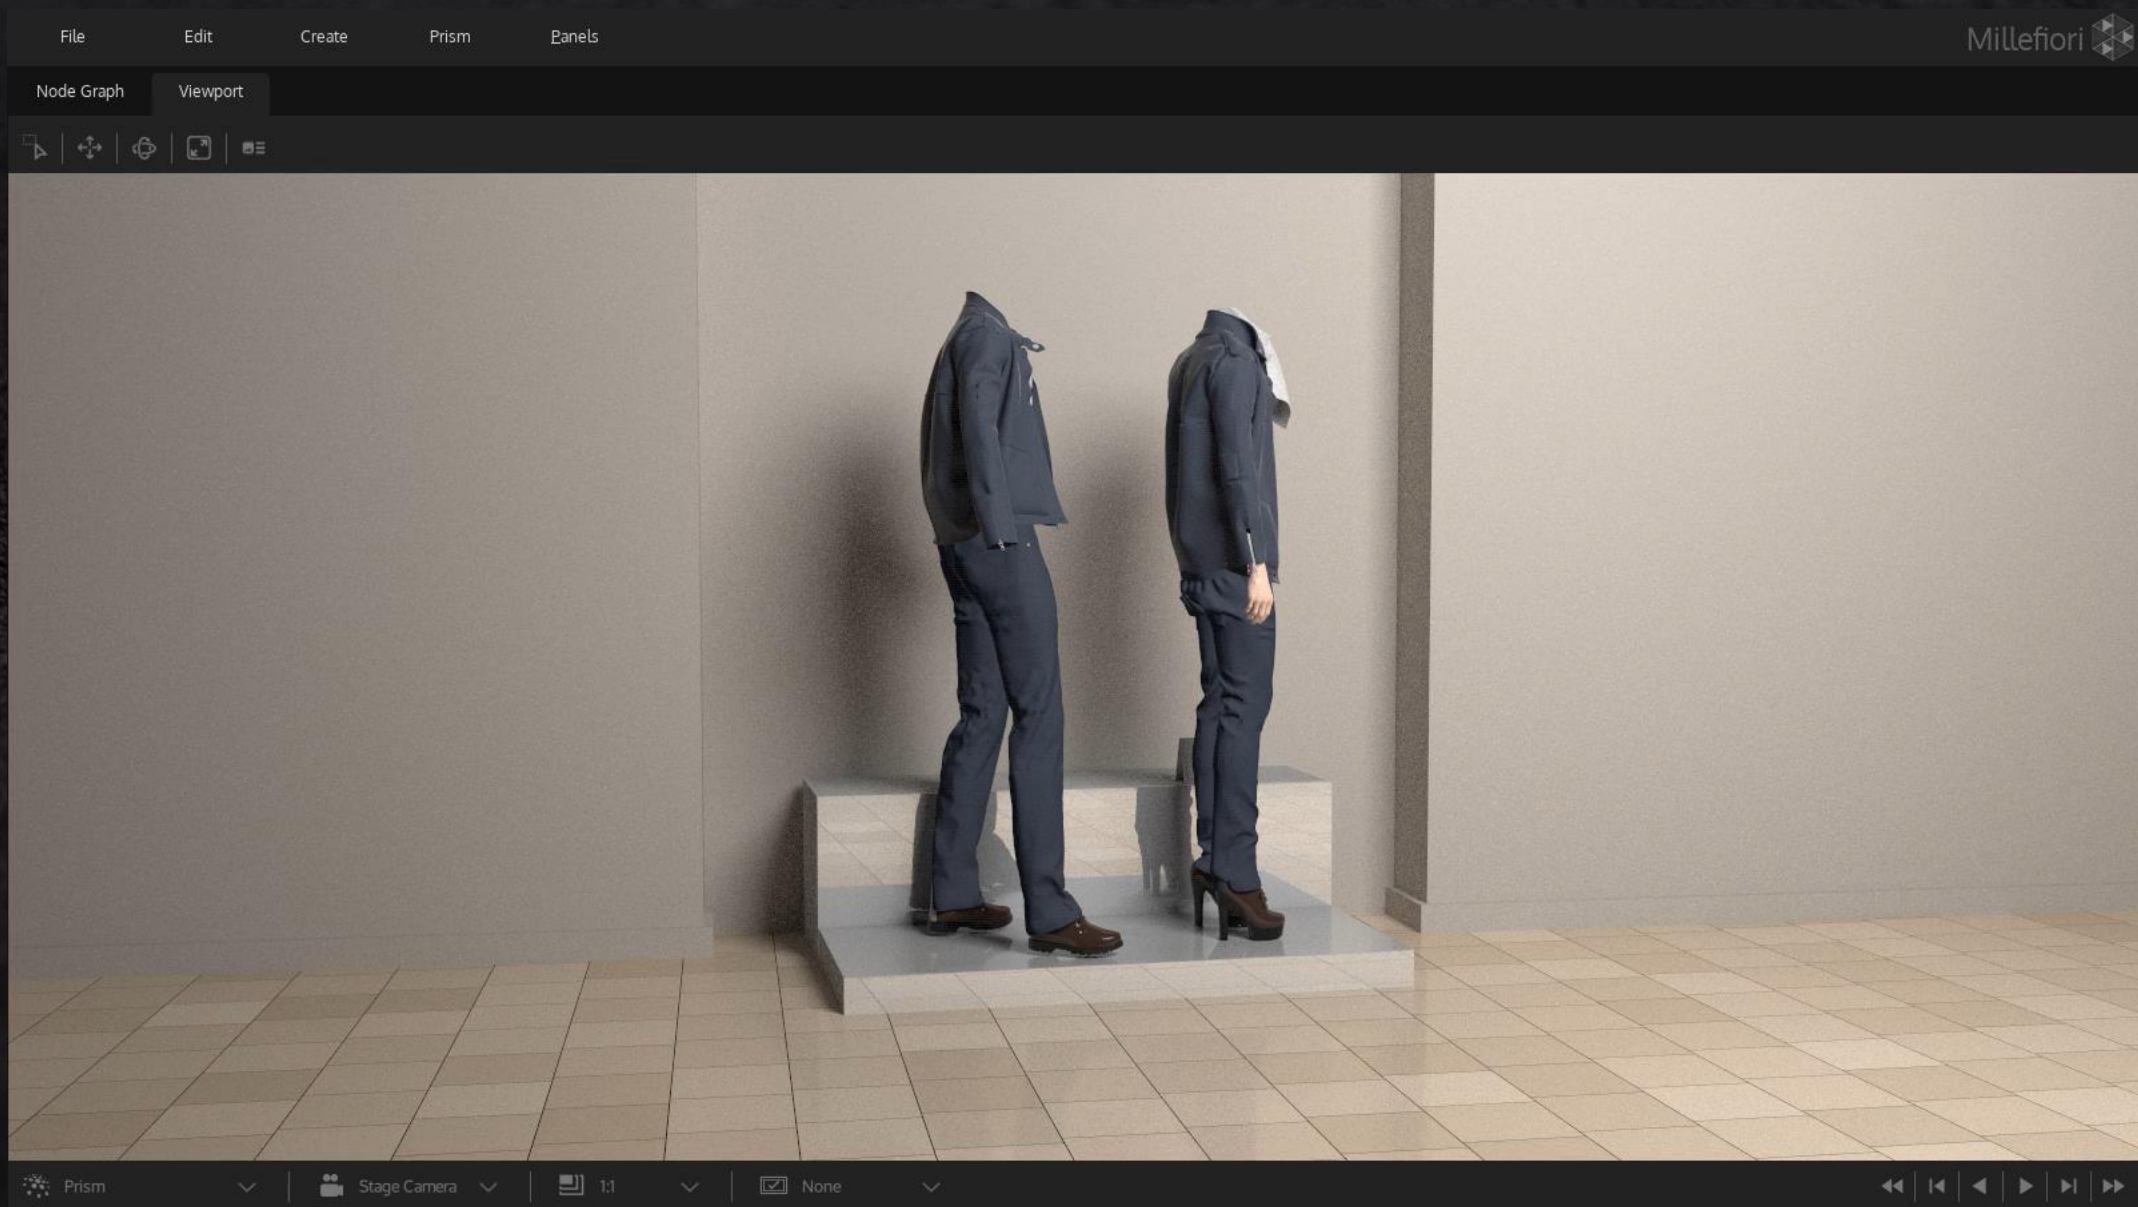 File Edit Create Prism Panels Millefiori
Node Graph Viewport
Prism Stage Camera 1:1 None